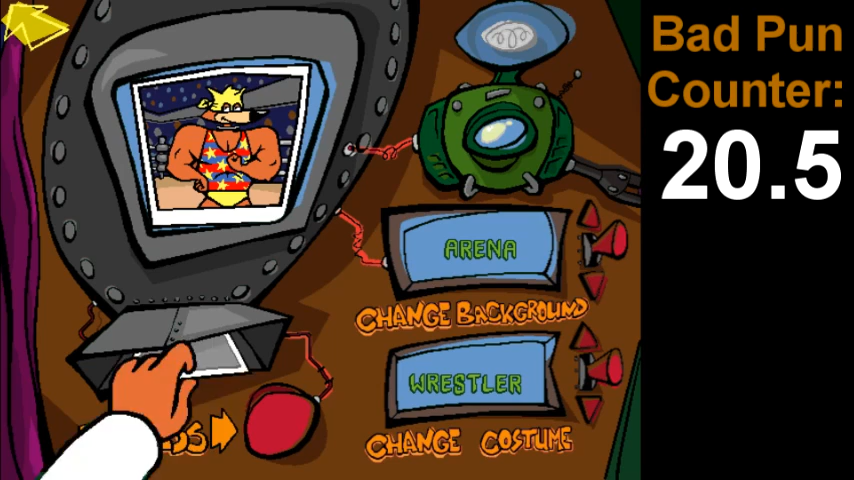 Bad Pun
Counter:
20.5
ARENA
CHANGE BACKGROUND
WRESTLER
CHANGE COSTUME